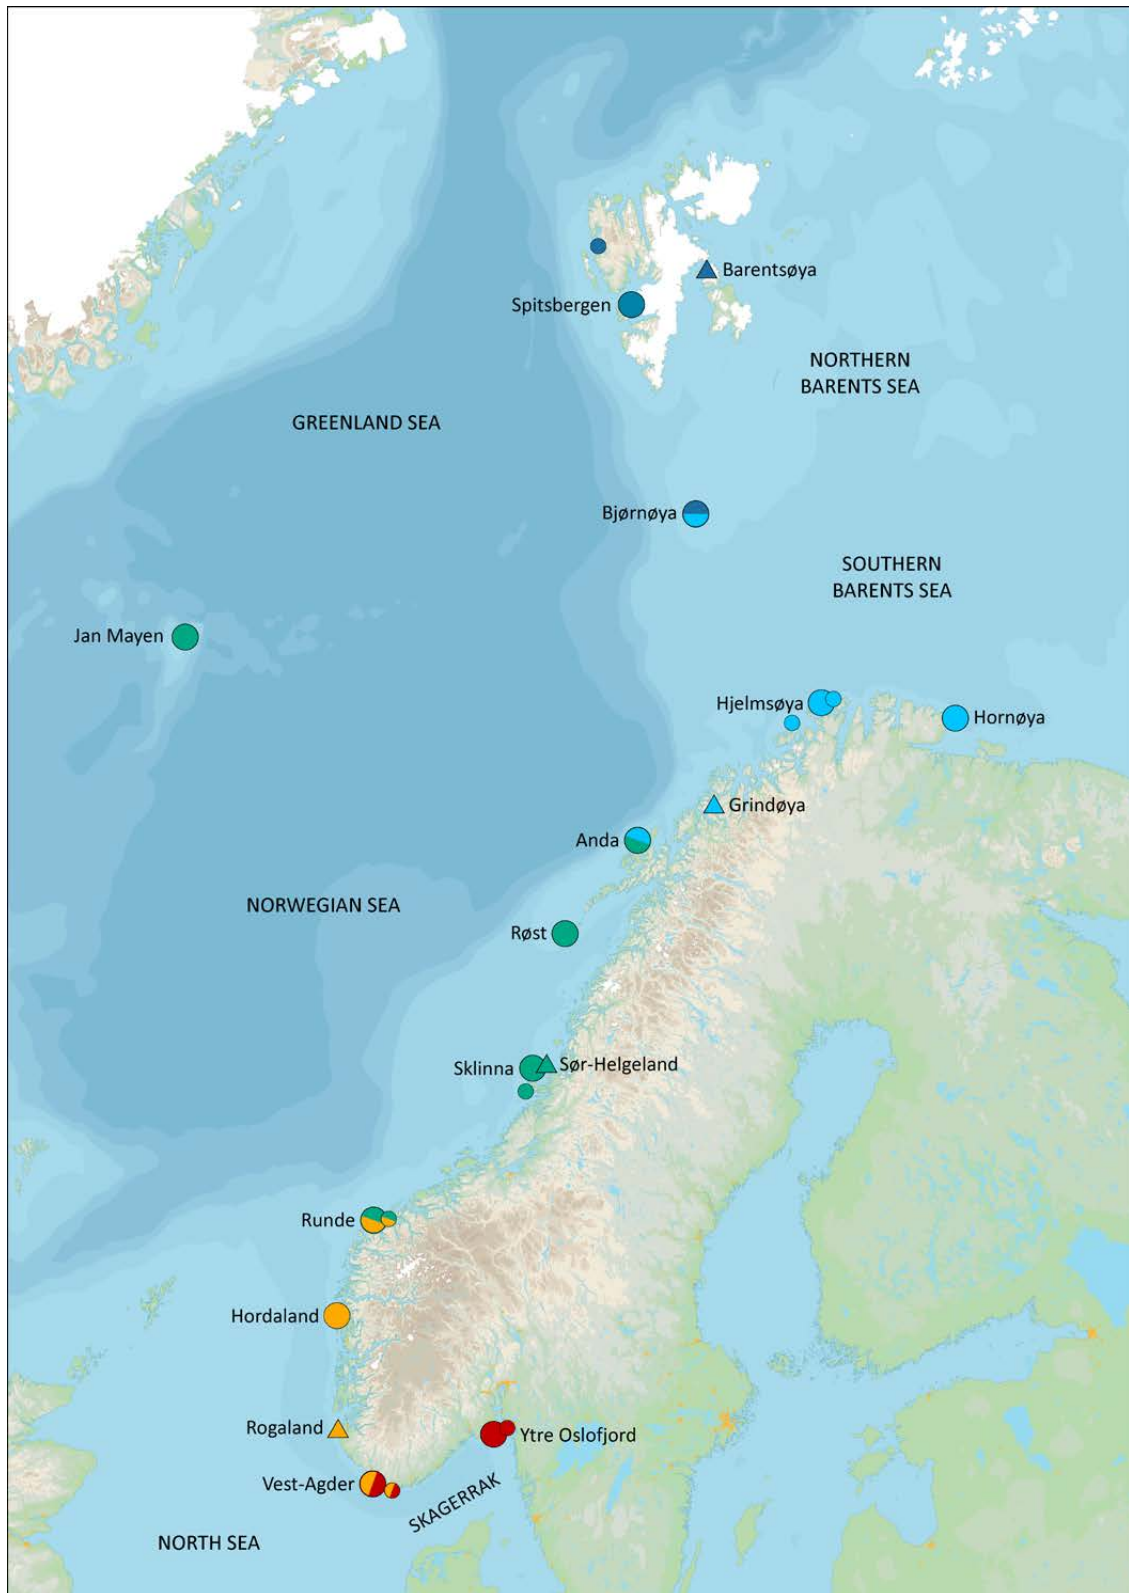 Barentsøya
Spitsbergen
NORTHERN
BARENTS SEA
GREENLAND SEA
Bjørnøya
SOUTHERN
BARENTS SEA
Jan Mayen
Hjelmsøya
Hornøya
Grindøya
Anda
NORWEGIAN SEA
Røst
Sklinna
Sør-Helgeland
Runde
Hordaland
Rogaland
Ytre Oslofjord
Vest-Agder
SKAGERRAK
NORTH SEA